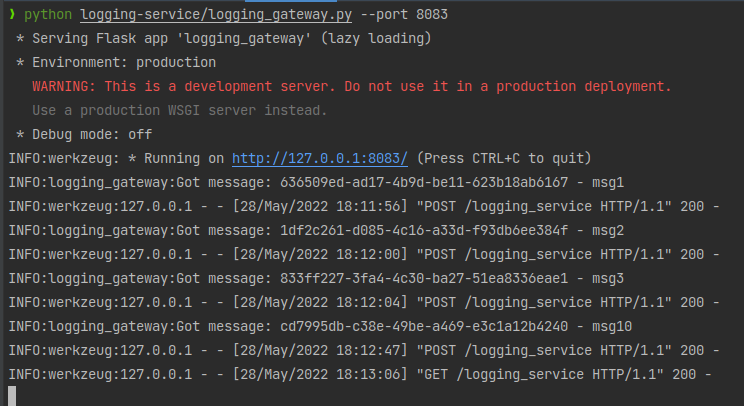 ❯ python logging-service/logging_gateway.py --port 8083
* Serving Flask app 'logging_gateway' (lazy loading)
* Environment: production
WARNING: This is a development server. Do not use it in a production deployment.
Use a production WSGI server instead.
* Debug mode: off
INFO:werkzeug: * Running on http://127.0.0.1:8083/ (Press CTRL+C to quit)
INFO:logging_gateway:Got message: 636509ed-ad17-4b9d-be11-623b18ab6167 - msg1
INFO:werkzeug:127.0.0.1 - - [28/May/2022 18:11:56] "POST /logging_service HTTP/1.1" 200 -
INFO:logging_gateway:Got message: 1df2c261-d085-4c16-a33d-f93db6ee384f - msg2
INFO:werkzeug:127.0.0.1 - - [28/May/2022 18:12:00] "POST /logging_service HTTP/1.1" 200 -
INFO:logging_gateway:Got message: 833ff227-3fa4-4c30-ba27-51ea8336eae1 - msg3
INFO:werkzeug:127.0.0.1 - - [28/May/2022 18:12:04] "POST /logging_service HTTP/1.1" 200 -
INFO:logging_gateway:Got message: cd7995db-c38e-49be-a469-e3c1a12b4240 - msg10
INFO:werkzeug:127.0.0.1 - - [28/May/2022 18:12:47] "POST /logging_service HTTP/1.1" 200 -
INFO:werkzeug:127.0.0.1 - - [28/May/2022 18:13:06] "GET /logging_service HTTP/1.1" 200 -